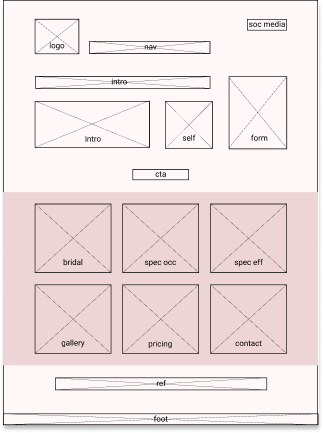 soc media
logo
nav
intro
intro
self
form
cta
bridal
spec occ
spec eff
gallery
pricing
contact
ref
foot